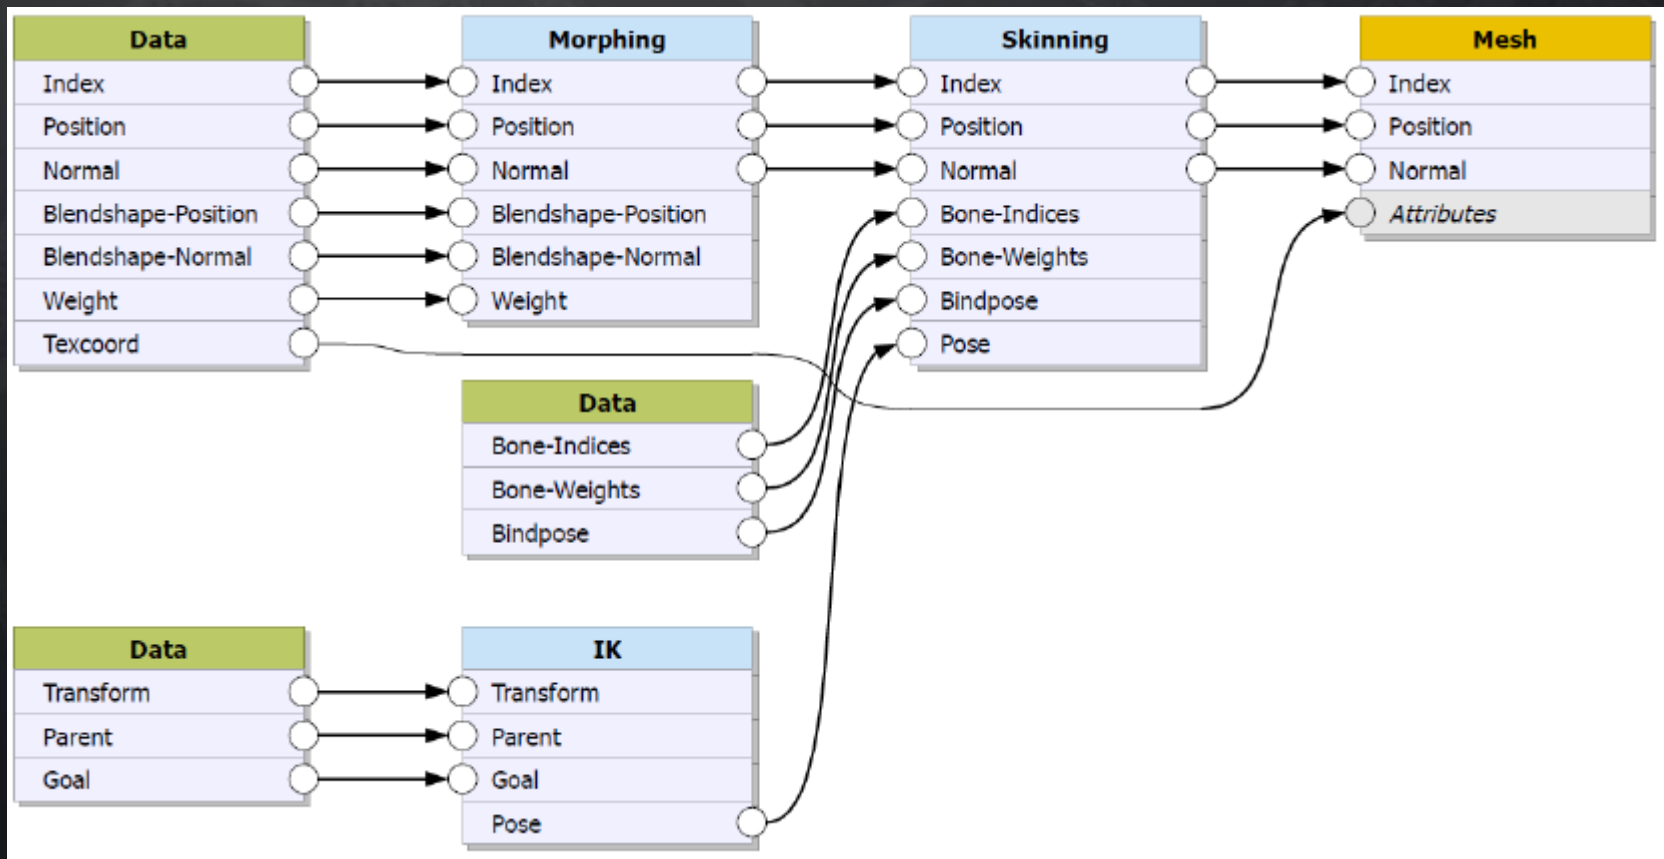 Data
Index
Position
Normal
Blendshape-Position
Blendshape-Normal
Weight
Texcoord
Morphing
Index
Position
Normal
Blendshape-Position
Blendshape-Normal
Weight
Skinning
Index
Position
Normal
Bone-Indices
Bone-Weights
Bindpose
Pose
Mesh
Index
Position
Normal
Attributes
Data
Bone-Indices
Bone-Weights
Bindpose
Data
Transform
Parent
Goal
IK
Transform
Parent
Goal
Pose